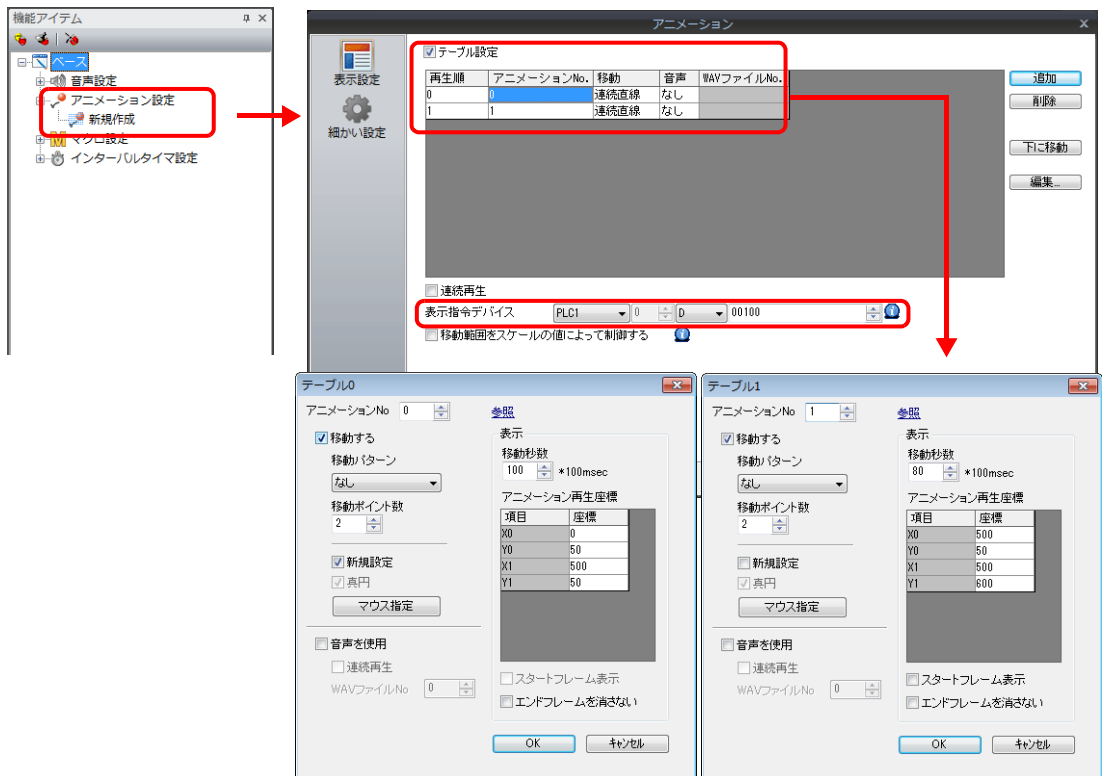 機能アイテム
ベース
音声設定
アニメーション設定
新規作成
マクロ設定
インターバルタイマ設定
アニメーション
表示設定
細かい設定
テーブル設定
再生順 アニメーションNo. 移動 音声 WAVファイルNo.
0 0 連続直線 なし
1 1 連続直線 なし
追加
削除
下に移動
編集...
連続再生
表示指令デバイス PLC1 0 D 00100
移動範囲をスケールの値によって制御する
テーブル0
アニメーションNo 0 参照
移動する
移動パターン
なし
移動ポイント数
2
新規設定
真円
マウス指定
音声を使用
連続再生
WAVファイルNo 0
表示
移動秒数
100 *100msec
アニメーション再生座標
項目 座標
X0 0
Y0 50
X1 500
Y1 50
スタートフレーム表示
エンドフレームを消さない
OK キャンセル
テーブル1
アニメーションNo 1 参照
移動する
移動パターン
なし
移動ポイント数
2
新規設定
真円
マウス指定
音声を使用
連続再生
WAVファイルNo 0
表示
移動秒数
80 *100msec
アニメーション再生座標
項目 座標
X0 500
Y0 50
X1 500
Y1 600
スタートフレーム表示
エンドフレームを消さない
OK キャンセル